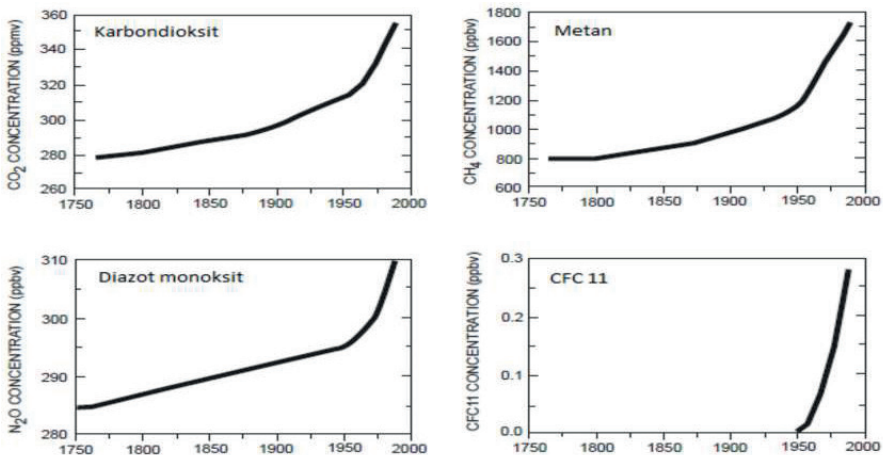 Karbondioksit
CO2 CONCENTRATION (ppmv)
360
340
320
300
280
260
1750 1800 1850 1900 1950 2000
Metan
CH4 CONCENTRATION (ppbv)
1800
1600
1400
1200
1000
800
600
1750 1800 1850 1900 1950 2000
Diazot monoksit
N2O CONCENTRATION (ppbv)
310
300
290
280
1750 1800 1850 1900 1950 2000
CFC 11
CFC11 CONCENTRATION (ppbv)
0.3
0.2
0.1
0.0
1750 1800 1850 1900 1950 2000